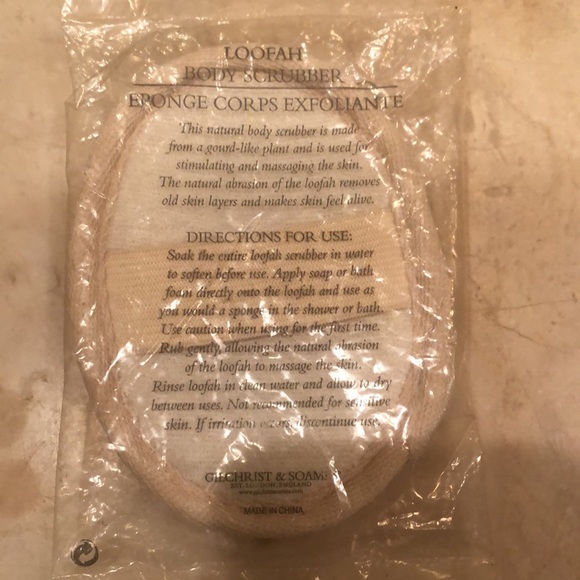 LOOFAH
BODY SCRUBBER
EPONGE CORPS EXFOLIANTE
This natural body scrubber is made
from a gourd-like plant and is used for
stimulating and massaging the skin.
The natural abrasion of the loofah removes
old skin layers and makes skin feel alive.
DIRECTIONS FOR USE:
Soak the entire loofah scrubber in water
to soften before use. Apply soap or bath
foam directly onto the loofah and use as
you would a sponge in the shower or bath.
Use caution when using for the first time.
Rub gently, allowing the natural abrasion
of the loofah to massage the skin.
Rinse loofah in clean water and allow to dry
between uses. Not recommended for sensitive
skin. If irritation occurs, discontinue use.
GILCHRIST & SOAMES
EST. LONDON, ENGLAND
www.gilchristsoames.com
MADE IN CHINA